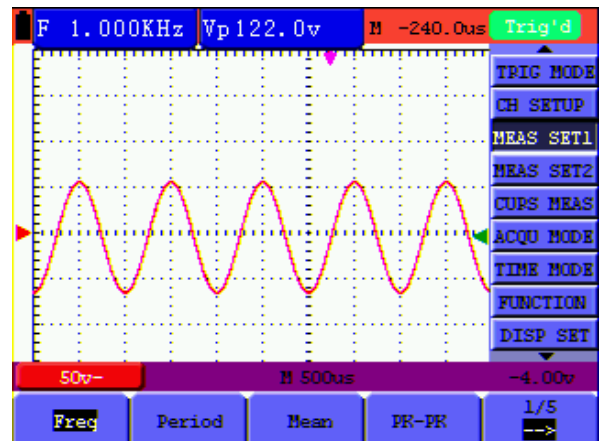 F 1.000KHz Vp122.0v M -240.0us Trig'd
TRIG MODE
CH SETUP
MEAS SET1
MEAS SET2
CUPS MEAS
ACQU MODE
TIME MODE
FUNCTION
DISP SET
50v- M 500us -4.00v
Freq Period Mean PK-PK 1/5
-->